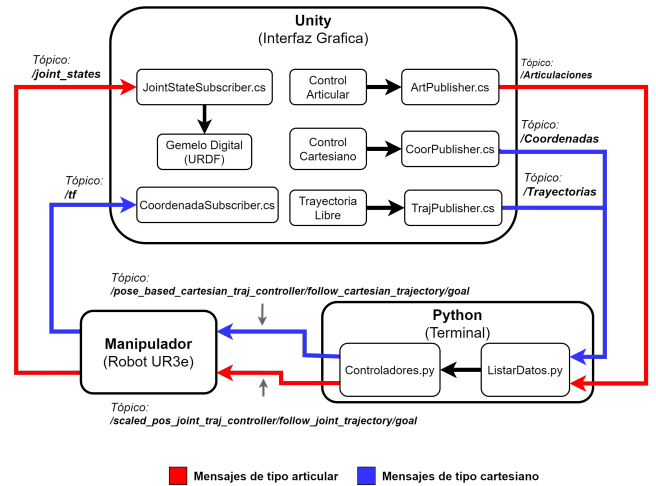 Unity
(Interfaz Grafica)
Tópico:
/joint_states
JointStateSubscriber.cs
Control
Articular
ArtPublisher.cs
Tópico:
/Articulaciones
Gemelo Digital
(URDF)
Control
Cartesiano
CoorPublisher.cs
Tópico:
/Coordenadas
Tópico:
/tf
CoordenadaSubscriber.cs
Trayectoria
Libre
TrajPublisher.cs
Tópico:
/Trayectorias
Tópico:
/pose_based_cartesian_traj_controller/follow_cartesian_trajectory/goal
Manipulador
(Robot UR3e)
Python
(Terminal)
Controladores.py
ListarDatos.py
Tópico:
/scaled_pos_joint_traj_controller/follow_joint_trajectory/goal
Mensajes de tipo articular
Mensajes de tipo cartesiano